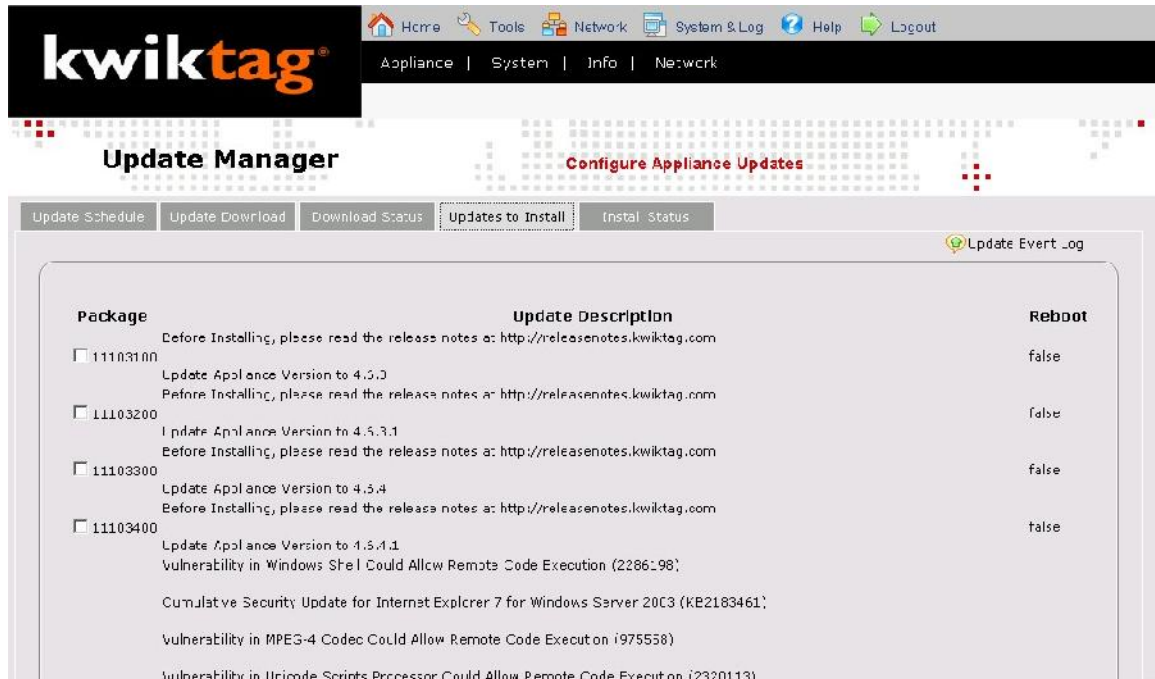 kwiktag®
Home Tools Network System & Log Help Logout
Appliance | System | Info | Network
Update Manager
Configure Appliance Updates
Update Schedule Update Download Download Status Updates to Install Install Status
Update Event Log
Package Update Description Reboot
Before Installing, please read the release notes at http://releasenotes.kwiktag.com
11103100 false
Update Appliance Version to
Before Installing, please read the release notes at http://releasenotes.kwiktag.com
11103200 false
Update Appliance Version to 4.6.3.1
Before Installing, please read the release notes at http://releasenotes.kwiktag.com
11103300 false
Update Appliance Version to 4.6.4
Before Installing, please read the release notes at http://releasenotes.kwiktag.com
11103400 false
Update Appliance Version to 4.6.4.1
Vulnerability in Windows Shell Could Allow Remote Code Execution (2286198)
Cumulative Security Update for Internet Explorer 7 for Windows Server 2003 (KB2183461)
Vulnerability in MPEG-4 Codec Could Allow Remote Code Execution (975558)
Vulnerability in Unicode Scripts Processor Could Allow Remote Code Execution (2320113)